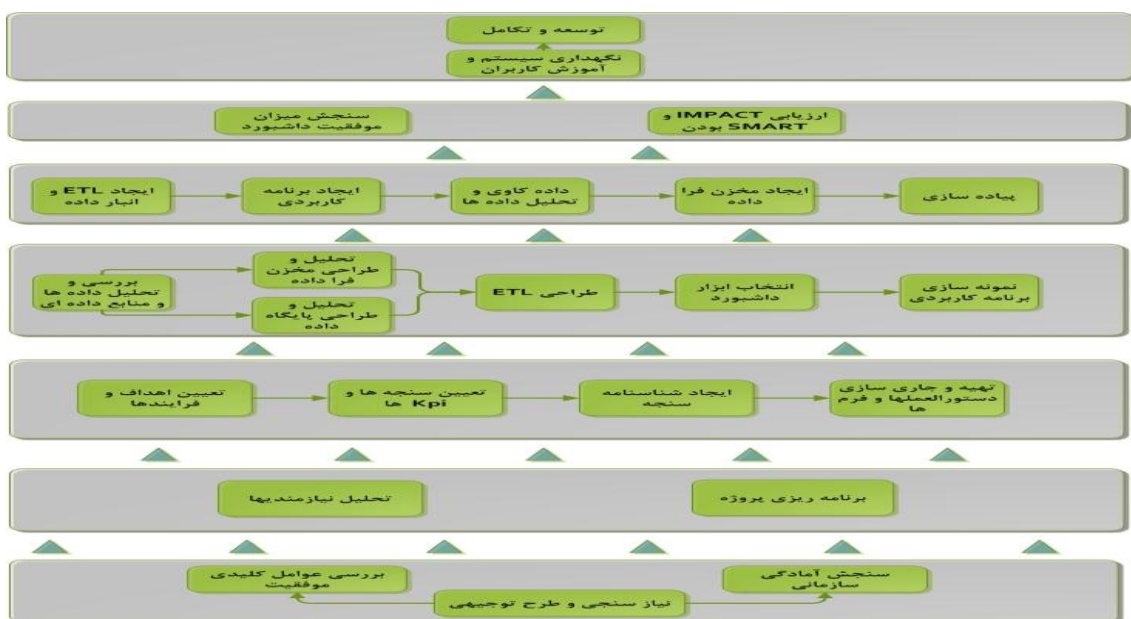 توسعه و تکامل
نگهداری سیستم و
آموزش کاربران
سنجش میزان
موفقیت داشبورد
ارزیابی IMPACT و
SMART بودن
ایجاد ETL و
انبار داده
ایجاد برنامه
کاربردی
داده کاوی و
تحلیل داده ها
ایجاد مخزن فرا
داده
پیاده سازی
بررسی و
تحلیل داده ها
و منابع داده ای
تحلیل و
طراحی مخزن
فرا داده
تحلیل و
طراحی پایگاه
داده
طراحی ETL
انتخاب ابزار
داشبورد
نمونه سازی
برنامه کاربردی
تعیین اهداف و
فرایندها
تعیین سنجه ها و
Kpi ها
ایجاد شناسنامه
سنجه
تهیه و جاری سازی
دستورالعملها و فرم
ها
تحلیل نیازمندیها
برنامه ریزی پروژه
بررسی عوامل کلیدی
موفقیت
سنجش آمادگی
سازمانی
نیاز سنجی و طرح توجیهی